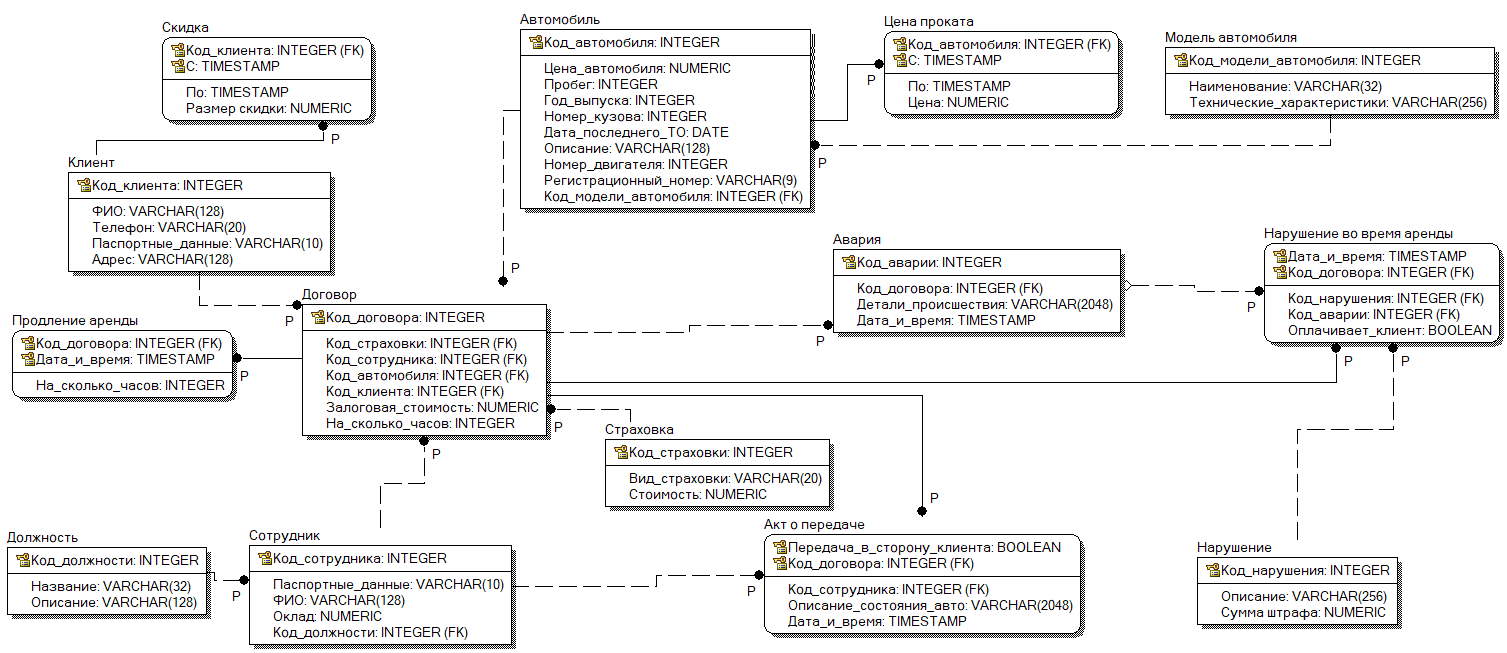 Скидка
Код_клиента: INTEGER (FK)
С: TIMESTAMP
По: TIMESTAMP
Размер скидки: NUMERIC
P
Автомобиль
Код_автомобиля: INTEGER
Цена_автомобиля: NUMERIC
Пробег: INTEGER
Год_выпуска: INTEGER
Номер_кузова: INTEGER
Дата_последнего_ТО: DATE
Описание: VARCHAR(128)
Номер_двигателя: INTEGER
Регистрационный_номер: VARCHAR(9)
Код_модели_автомобиля: INTEGER (FK)
P
P
Цена проката
Код_автомобиля: INTEGER (FK)
С: TIMESTAMP
По: TIMESTAMP
Цена: NUMERIC
P
Модель автомобиля
Код_модели_автомобиля: INTEGER
Наименование: VARCHAR(32)
Технические_характеристики: VARCHAR(256)
Клиент
Код_клиента: INTEGER
ФИО: VARCHAR(128)
Телефон: VARCHAR(20)
Паспортные_данные: VARCHAR(10)
Адрес: VARCHAR(128)
P
Авария
Код_аварии: INTEGER
Код_договора: INTEGER (FK)
Детали_происшествия: VARCHAR(2048)
Дата_и_время: TIMESTAMP
P
Нарушение во время аренды
Дата_и_время: TIMESTAMP
Код_договора: INTEGER (FK)
Код_нарушения: INTEGER (FK)
Код_аварии: INTEGER (FK)
Оплачивает_клиент: BOOLEAN
P
P
P
Продление аренды
Код_договора: INTEGER (FK)
Дата_и_время: TIMESTAMP
На_сколько_часов: INTEGER
P
Договор
Код_договора: INTEGER
Код_страховки: INTEGER (FK)
Код_сотрудника: INTEGER (FK)
Код_автомобиля: INTEGER (FK)
Код_клиента: INTEGER (FK)
Залоговая_стоимость: NUMERIC
На_сколько_часов: INTEGER
P
P
Страховка
Код_страховки: INTEGER
Вид_страховки: VARCHAR(20)
Стоимость: NUMERIC
P
Должность
Код_должности: INTEGER
Название: VARCHAR(32)
Описание: VARCHAR(128)
P
Сотрудник
Код_сотрудника: INTEGER
Паспортные_данные: VARCHAR(10)
ФИО: VARCHAR(128)
Оклад: NUMERIC
Код_должности: INTEGER (FK)
P
Акт о передаче
Передача_в_сторону_клиента: BOOLEAN
Код_договора: INTEGER (FK)
Код_сотрудника: INTEGER (FK)
Описание_состояния_авто: VARCHAR(2048)
Дата_и_время: TIMESTAMP
Нарушение
Код_нарушения: INTEGER
Описание: VARCHAR(256)
Сумма штрафа: NUMERIC